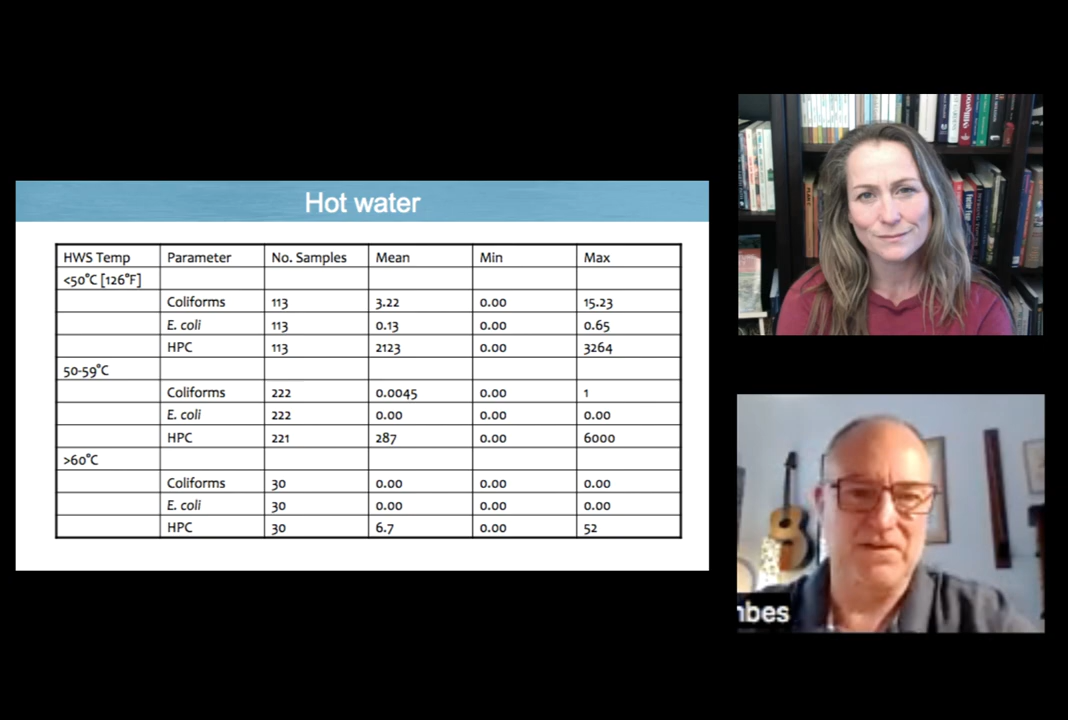 Hot water
HWS Temp Parameter No. Samples Mean Min Max
<50°C [126°F]
Coliforms 113 3.22 0.00 15.23
E. coli 113 0.13 0.00 0.65
HPC 113 2123 0.00 3264
50-59°C
Coliforms 222 0.0045 0.00 1
E. coli 222 0.00 0.00 0.00
HPC 221 287 0.00 6000
>60°C
Coliforms 30 0.00 0.00 0.00
E. coli 30 0.00 0.00 0.00
HPC 30 6.7 0.00 52